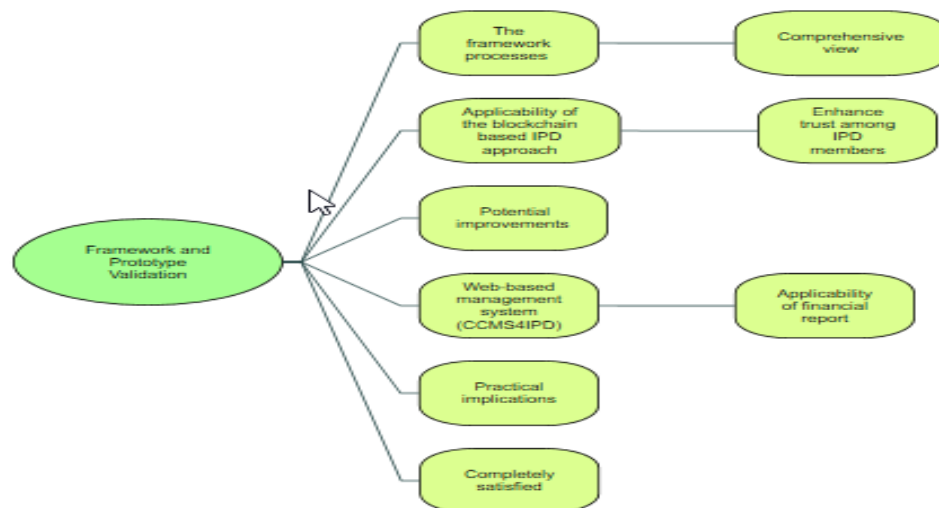 The
framework
processes
Comprehensive
view
Applicability of
the blockchain
based IPD
approach
Enhance
trust among
IPD
members
Potential
improvements
Framework and
Prototype
Validation
Web-based
management
system
(CCMS4IPD)
Applicability
of financial
report
Practical
implications
Completely
satisfied